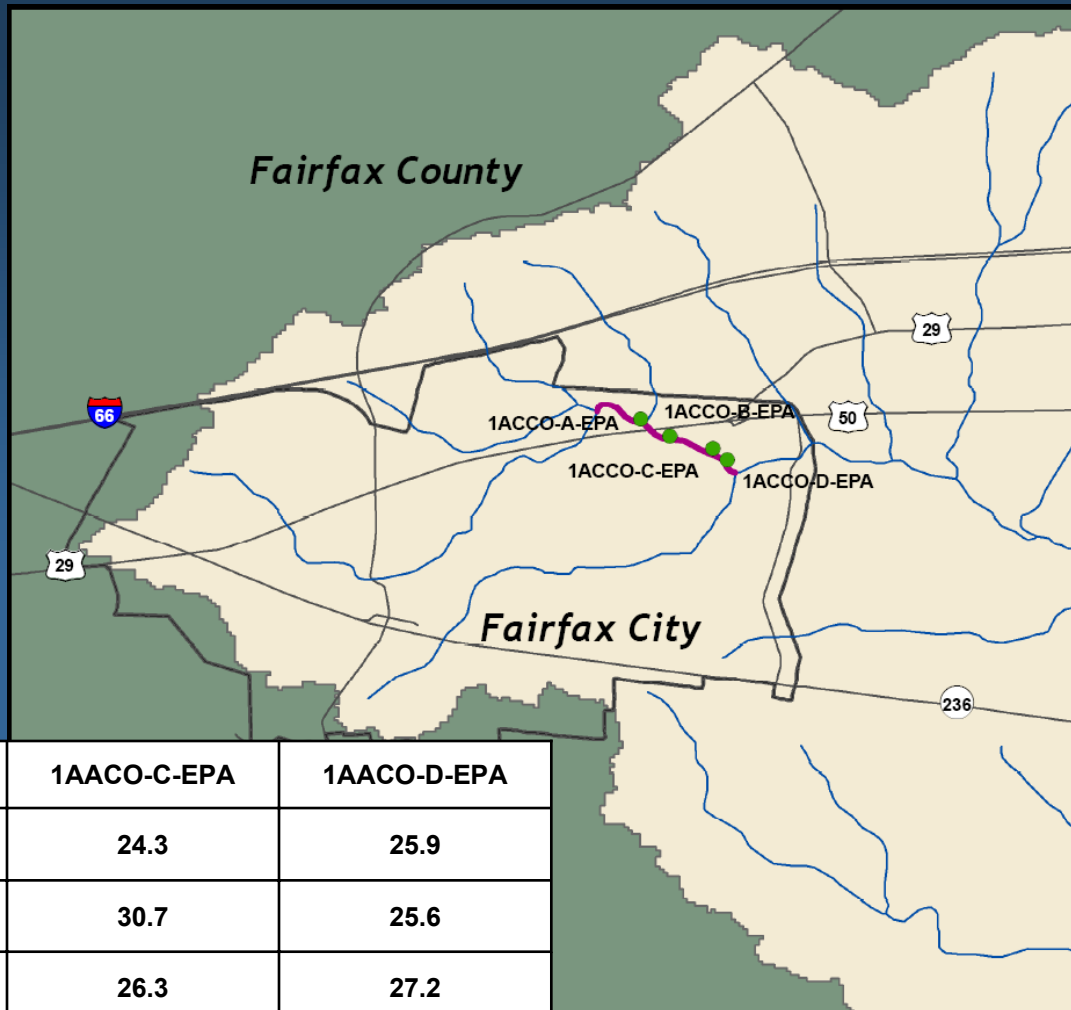 Fairfax County
29
66
1ACCO-B-EPA
50
1ACCO-A-EPA
1ACCO-C-EPA
1ACCO-D-EPA
29
Fairfax City
236
1AACO-C-EPA 1AACO-D-EPA
24.3 25.9
30.7 25.6
26.3 27.2